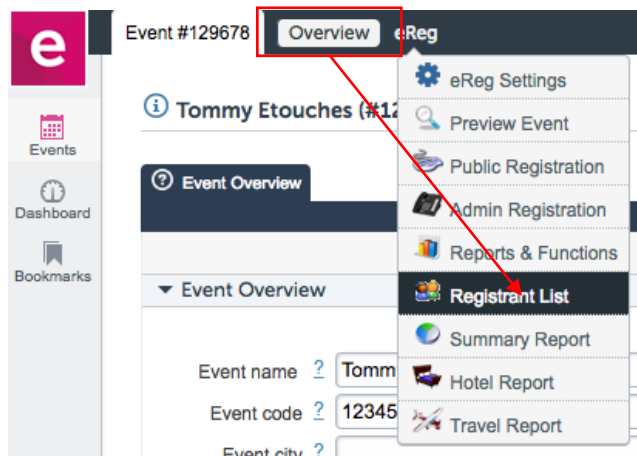 e
Event #129678
Overview
eReg
Tommy Etouches (#12
Events
Dashboard
Bookmarks
Event Overview
Event Overview
Event name ? Tomm
Event code ? 12345
Event city ?
eReg Settings
Preview Event
Public Registration
Admin Registration
Reports & Functions
Registrant List
Summary Report
Hotel Report
Travel Report